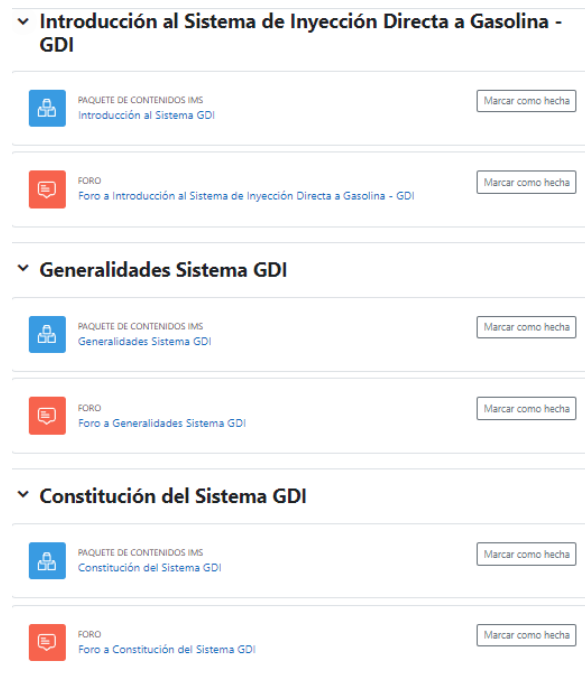 Introducción al Sistema de Inyección Directa a Gasolina -
GDI
PAQUETE DE CONTENIDOS IMS
Introducción al Sistema GDI
Marcar como hecha
FORO
Foro a Introducción al Sistema de Inyección Directa a Gasolina - GDI
Marcar como hecha
Generalidades Sistema GDI
PAQUETE DE CONTENIDOS IMS
Generalidades Sistema GDI
Marcar como hecha
FORO
Foro a Generalidades Sistema GDI
Marcar como hecha
Constitución del Sistema GDI
PAQUETE DE CONTENIDOS IMS
Constitución del Sistema GDI
Marcar como hecha
FORO
Foro a Constitución del Sistema GDI
Marcar como hecha